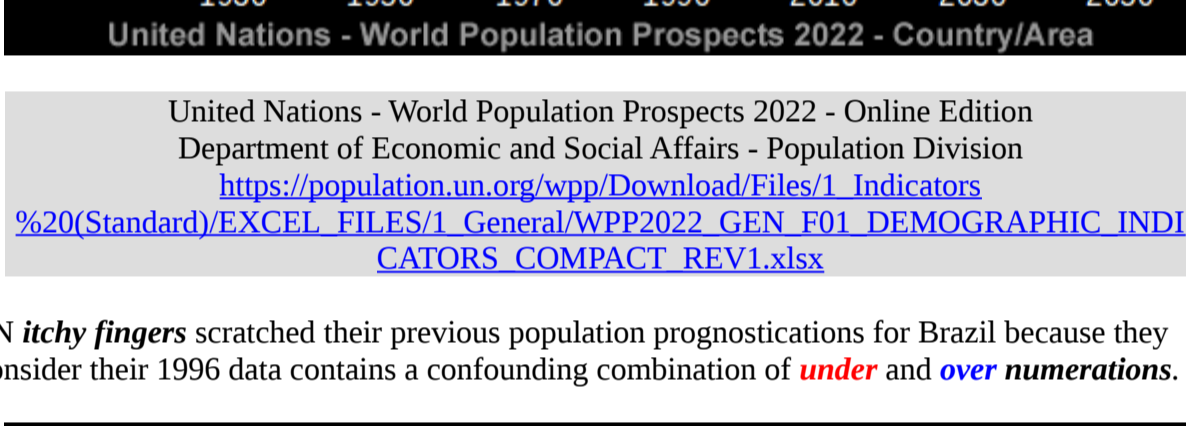 United Nations - World Population Prospects 2022 - Country/Area
United Nations - World Population Prospects 2022 - Online Edition
Department of Economic and Social Affairs - Population Division
https://population.un.org/wpp/Download/Files/1_Indicators
%20(Standard)/EXCEL_FILES/1_General/WPP2022_GEN_F01_DEMOGRAPHIC_INDI
CATORS_COMPACT_REV1.xlsx
N itchy fingers scratched their previous population prognostications for Brazil because they
onsider their 1996 data contains a confounding combination of under and over numerations.